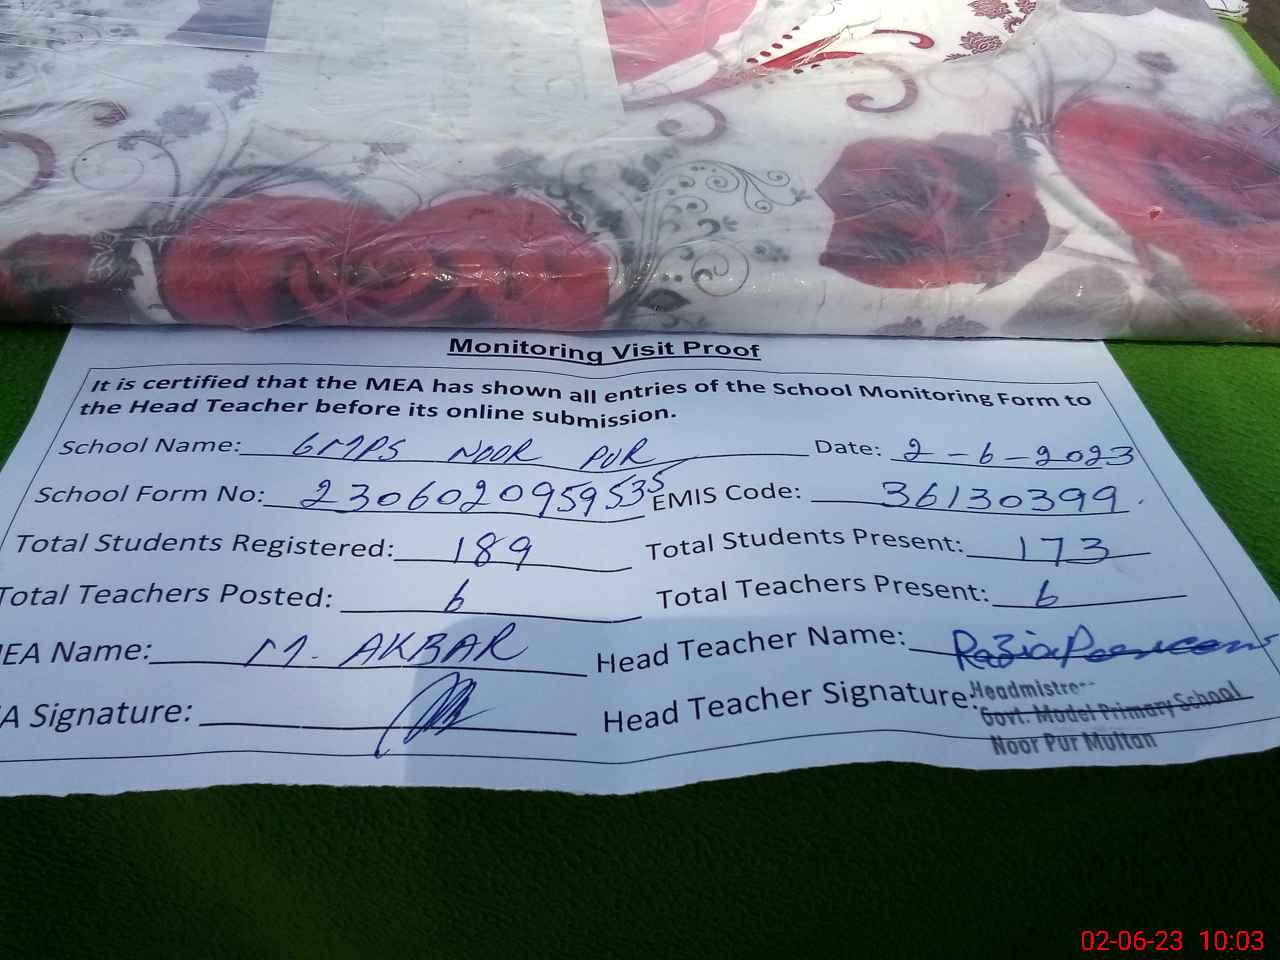 Monitoring Visit Proof
It is certified that the MEA has shown all entries of the School Monitoring Form to
the Head Teacher before its online submission.
School Name: GMPS NOOR PUR Date: 2-6-2023
School Form No: 2306020959535 EMIS Code: 36130399
Total Students Registered: 189 Total Students Present: 173
Total Teachers Posted: 6 Total Teachers Present: 6
EA Name: M. AKBAR Head Teacher Name: Razia
A Signature: Head Teacher Signature:
Headmistre
Govt. Model Primary School
Noor Pur Multan
02-06-23 10:03